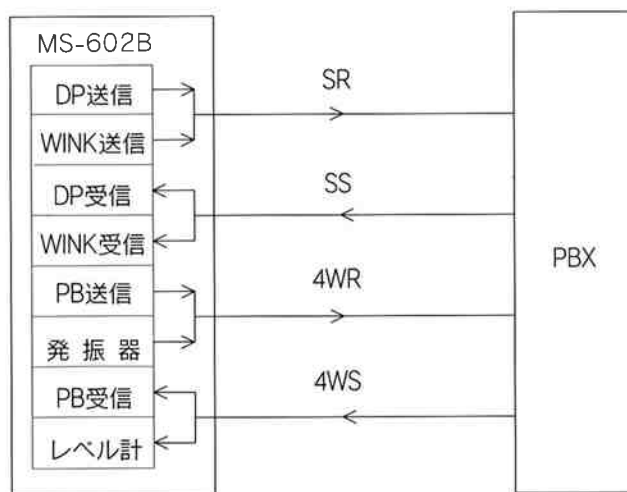 MS-602B
DP送信
WINK送信
DP受信
WINK受信
PB送信
発振器
PB受信
レベル計
SR
SS
4WR
4WS
PBX